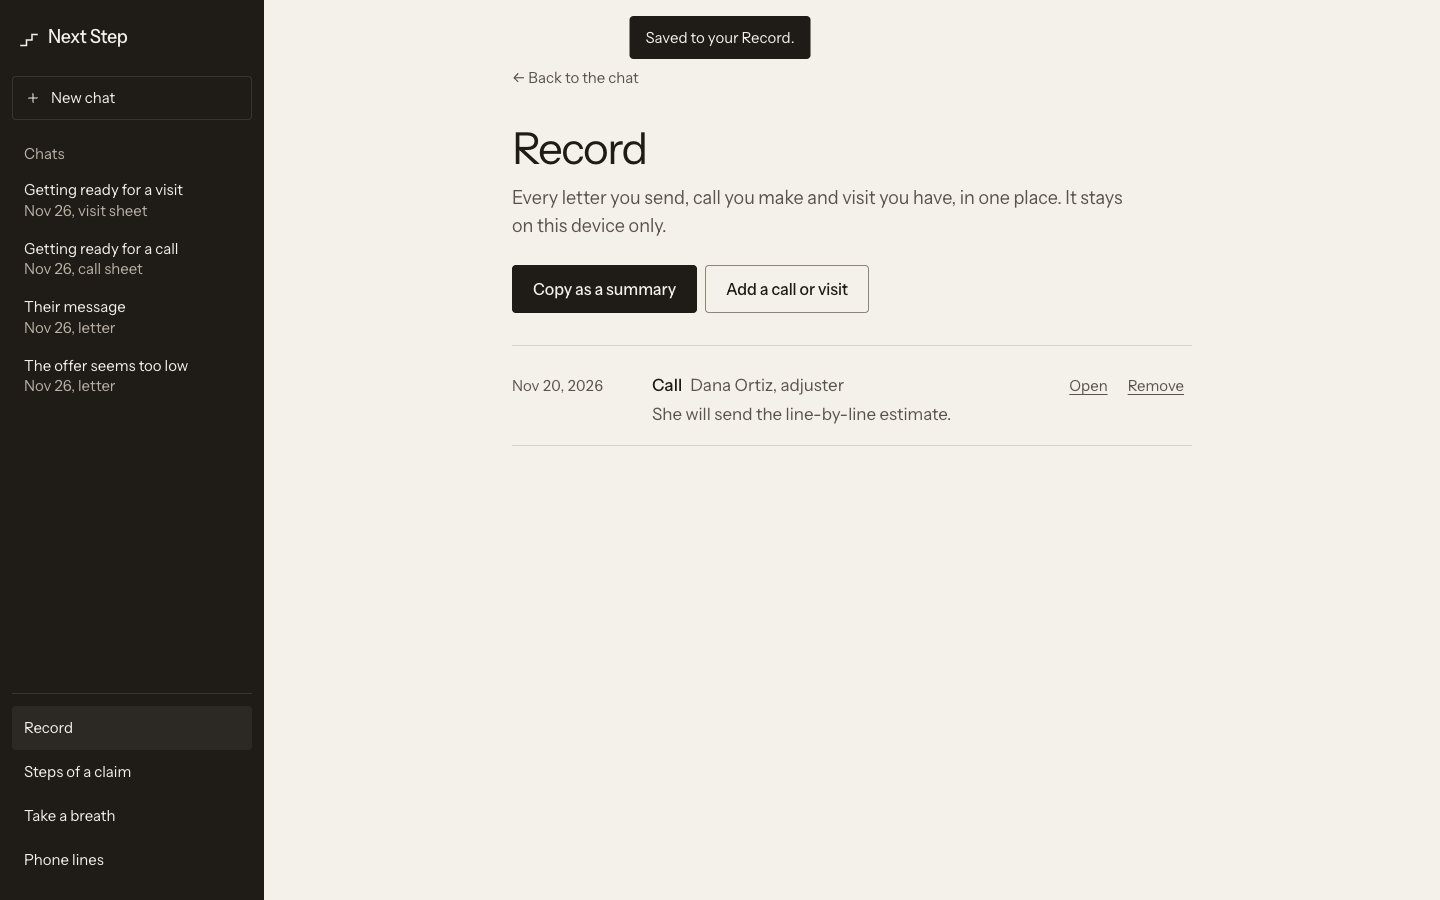 Next Step
New chat
Chats
Getting ready for a visit
Nov 26, visit sheet
Getting ready for a call
Nov 26, call sheet
Their message
Nov 26, letter
The offer seems too low
Nov 26, letter
Record
Steps of a claim
Take a breath
Phone lines
Saved to your Record.
← Back to the chat
Record
Every letter you send, call you make and visit you have, in one place. It stays
on this device only.
Copy as a summary
Add a call or visit
Nov 20, 2026
Call Dana Ortiz, adjuster
She will send the line-by-line estimate.
Open
Remove